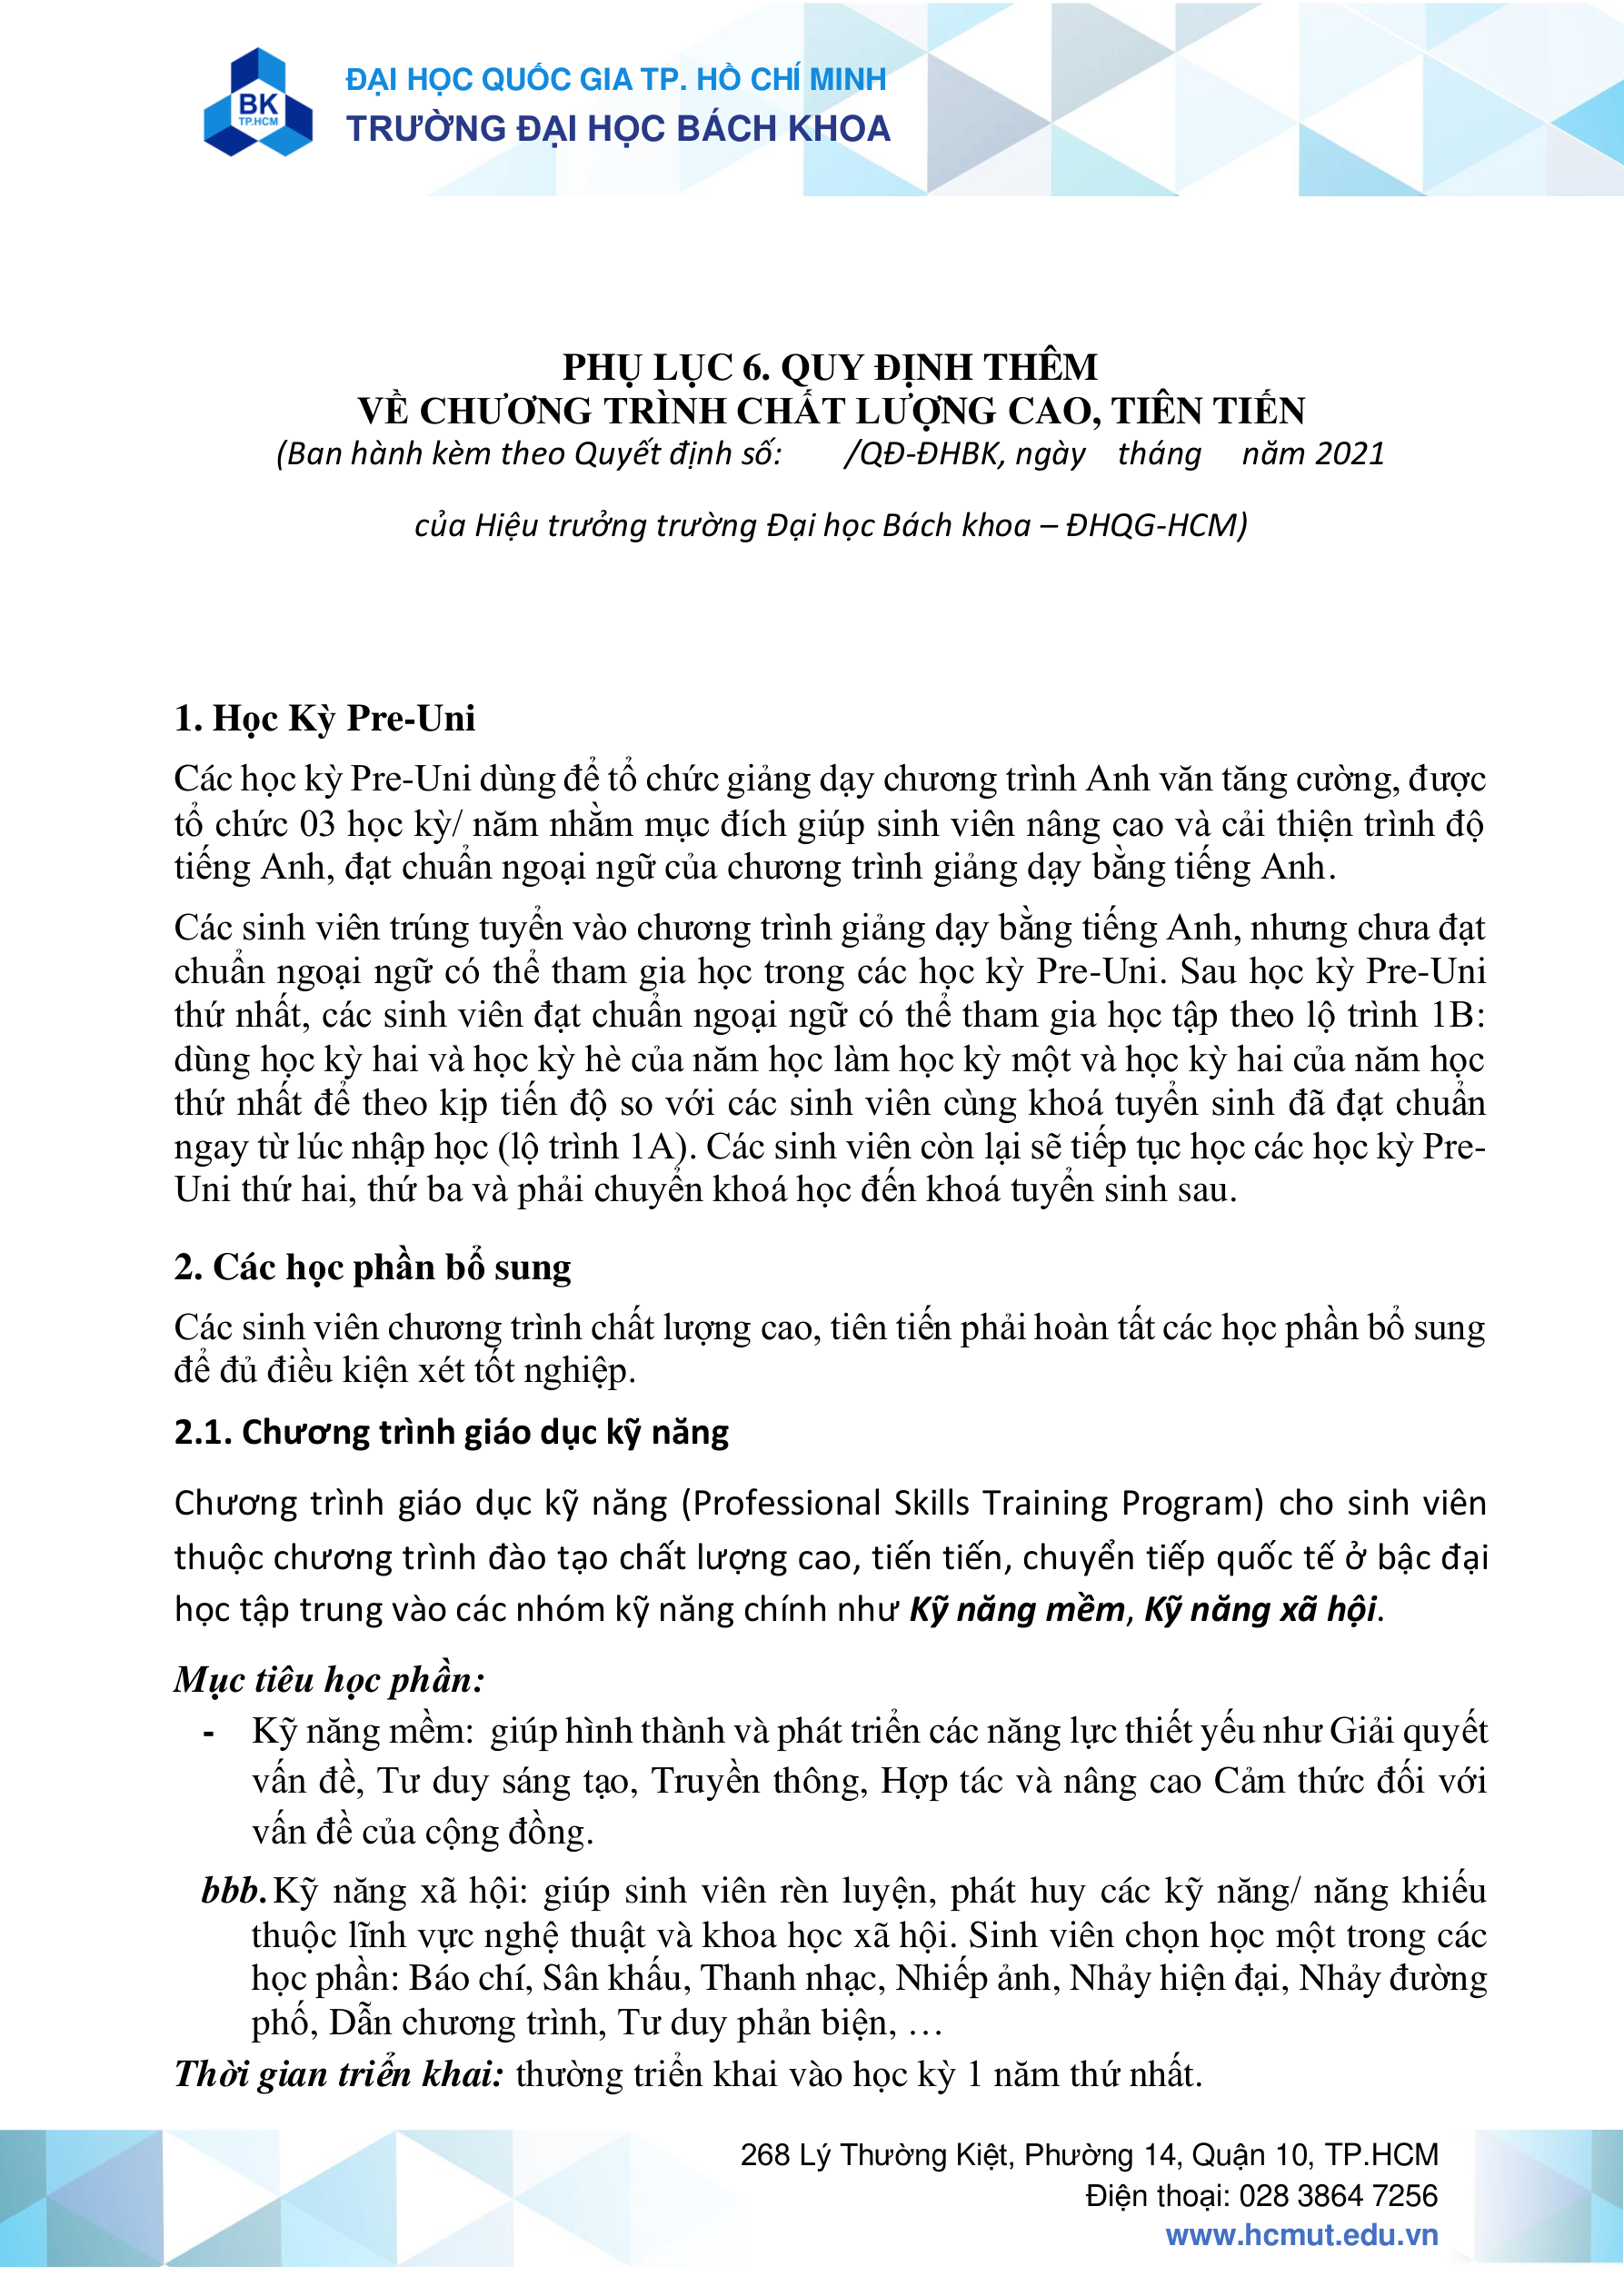 BK
TP.HCM
ĐẠI HỌC QUỐC GIA TP. HỒ CHÍ MINH
TRƯỜNG ĐẠI HỌC BÁCH KHOA
PHỤ LỤC 6. QUY ĐỊNH THÊM
VỀ CHƯƠNG TRÌNH CHẤT LƯỢNG CAO, TIÊN TIẾN
(Ban hành kèm theo Quyết định số: /QĐ-ĐHBK, ngày tháng năm 2021
của Hiệu trưởng trường Đại học Bách khoa – ĐHQG-HCM)
1. Học Kỳ Pre-Uni
Các học kỳ Pre-Uni dùng để tổ chức giảng dạy chương trình Anh văn tăng cường, được
tổ chức 03 học kỳ/ năm nhằm mục đích giúp sinh viên nâng cao và cải thiện trình độ
tiếng Anh, đạt chuẩn ngoại ngữ của chương trình giảng dạy bằng tiếng Anh.
Các sinh viên trúng tuyển vào chương trình giảng dạy bằng tiếng Anh, nhưng chưa đạt
chuẩn ngoại ngữ có thể tham gia học trong các học kỳ Pre-Uni. Sau học kỳ Pre-Uni
thứ nhất, các sinh viên đạt chuẩn ngoại ngữ có thể tham gia học tập theo lộ trình 1B:
dùng học kỳ hai và học kỳ hè của năm học làm học kỳ một và học kỳ hai của năm học
thứ nhất để theo kịp tiến độ so với các sinh viên cùng khoá tuyển sinh đã đạt chuẩn
ngay từ lúc nhập học (lộ trình 1A). Các sinh viên còn lại sẽ tiếp tục học các học kỳ Pre-
Uni thứ hai, thứ ba và phải chuyển khoá học đến khoá tuyển sinh sau.
2. Các học phần bổ sung
Các sinh viên chương trình chất lượng cao, tiên tiến phải hoàn tất các học phần bổ sung
để đủ điều kiện xét tốt nghiệp.
2.1. Chương trình giáo dục kỹ năng
Chương trình giáo dục kỹ năng (Professional Skills Training Program) cho sinh viên
thuộc chương trình đào tạo chất lượng cao, tiến tiến, chuyển tiếp quốc tế ở bậc đại
học tập trung vào các nhóm kỹ năng chính như Kỹ năng mềm, Kỹ năng xã hội.
Mục tiêu học phần:
- Kỹ năng mềm: giúp hình thành và phát triển các năng lực thiết yếu như Giải quyết
vấn đề, Tư duy sáng tạo, Truyền thông, Hợp tác và nâng cao Cảm thức đối với
vấn đề của cộng đồng.
bbb. Kỹ năng xã hội: giúp sinh viên rèn luyện, phát huy các kỹ năng/ năng khiếu
thuộc lĩnh vực nghệ thuật và khoa học xã hội. Sinh viên chọn học một trong các
học phần: Báo chí, Sân khấu, Thanh nhạc, Nhiếp ảnh, Nhảy hiện đại, Nhảy đường
phố, Dẫn chương trình, Tư duy phản biện, …
Thời gian triển khai: thường triển khai vào học kỳ 1 năm thứ nhất.
268 Lý Thường Kiệt, Phường 14, Quận 10, TP.HCM
Điện thoại: 028 3864 7256
www.hcmut.edu.vn